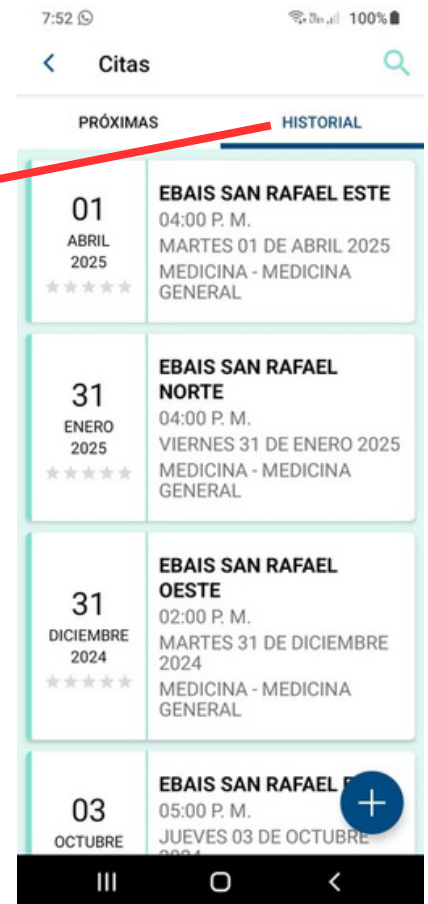 7:52 100%
Citas
PRÓXIMAS HISTORIAL
01
ABRIL
2025
EBAIS SAN RAFAEL ESTE
04:00 P. M.
MARTES 01 DE ABRIL 2025
MEDICINA - MEDICINA
GENERAL
31
ENERO
2025
EBAIS SAN RAFAEL
NORTE
04:00 P. M.
VIERNES 31 DE ENERO 2025
MEDICINA - MEDICINA
GENERAL
31
DICIEMBRE
2024
EBAIS SAN RAFAEL
OESTE
02:00 P. M.
MARTES 31 DE DICIEMBRE
2024
MEDICINA - MEDICINA
GENERAL
03
OCTUBRE
EBAIS SAN RAFAEL
05:00 P. M.
JUEVES 03 DE OCTUBRE